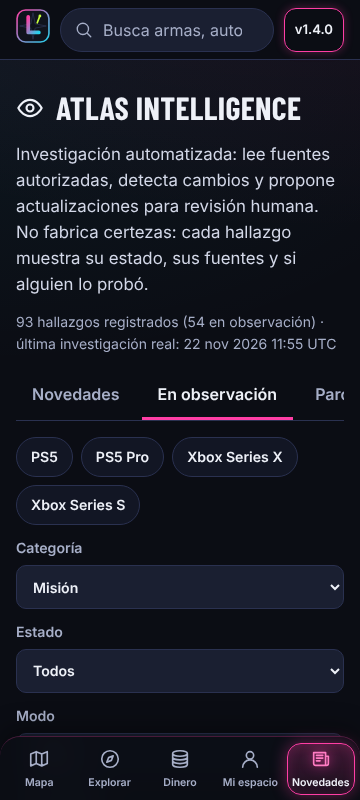 Busca armas, auto
v1.4.0
ATLAS INTELLIGENCE
Investigación automatizada: lee fuentes
autorizadas, detecta cambios y propone
actualizaciones para revisión humana.
No fabrica certezas: cada hallazgo
muestra su estado, sus fuentes y si
alguien lo probó.
93 hallazgos registrados (54 en observación) ·
última investigación real: 22 nov 2026 11:55 UTC
Novedades
En observación
Parc
PS5
PS5 Pro
Xbox Series X
Xbox Series S
Categoría
Misión
Estado
Todos
Modo
Mapa
Explorar
Dinero
Mi espacio
Novedades